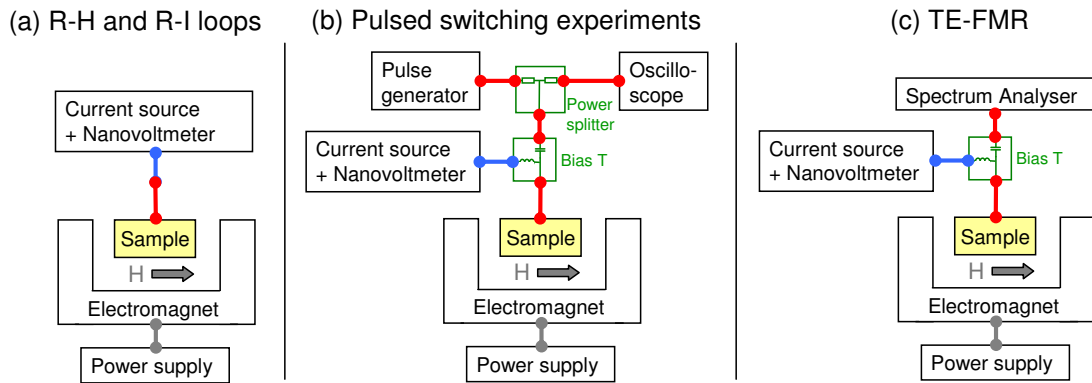 (a) R-H and R-I loops
Current source
+ Nanovoltmeter
Sample
H
Electromagnet
Power supply
(b) Pulsed switching experiments
Pulse
generator
Oscillo-
scope
Power
splitter
Current source
+ Nanovoltmeter
Bias T
Sample
H
Electromagnet
Power supply
(c) TE-FMR
Spectrum Analyser
Current source
+ Nanovoltmeter
Bias T
Sample
H
Electromagnet
Power supply